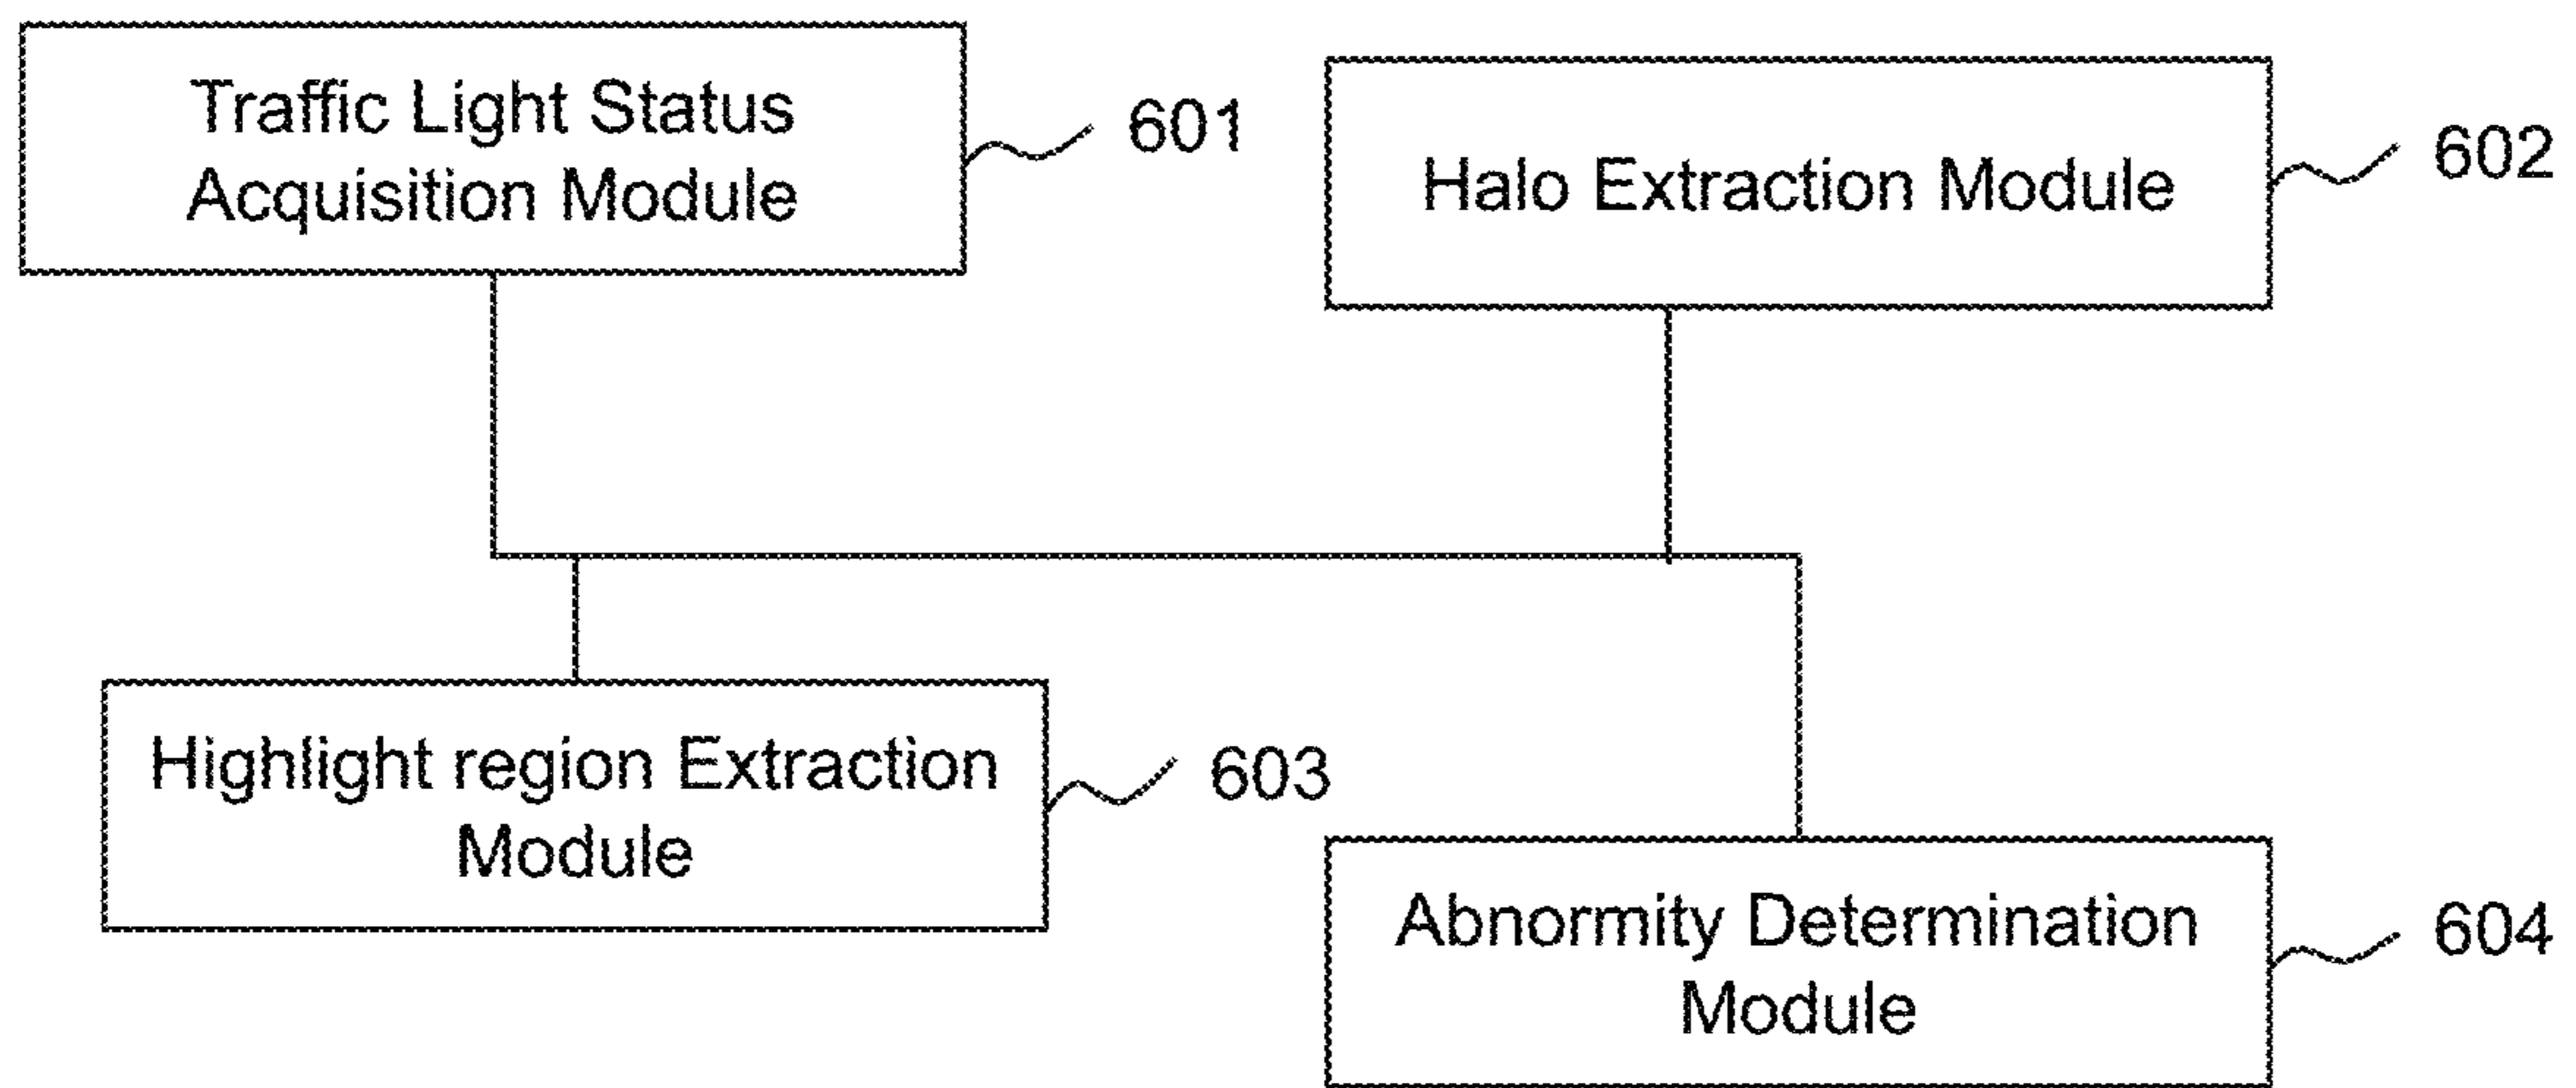 Traffic Light Status
Acquisition Module
601
Halo Extraction Module
602
Highlight region Extraction
Module
603
Abnormity Determination
Module
604